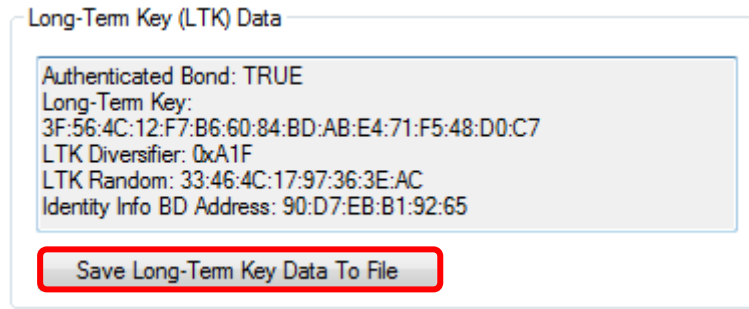 Long-Term Key (LTK) Data
Authenticated Bond: TRUE
Long-Term Key:
3F:56:4C:12:F7:B6:60:84:BD:AB:E4:71:F5:48:D0:C7
LTK Diversifier: 0xA1F
LTK Random: 33:46:4C:17:97:36:3E:AC
Identity Info BD Address: 90:D7:EB:B1:92:65
Save Long-Term Key Data To File